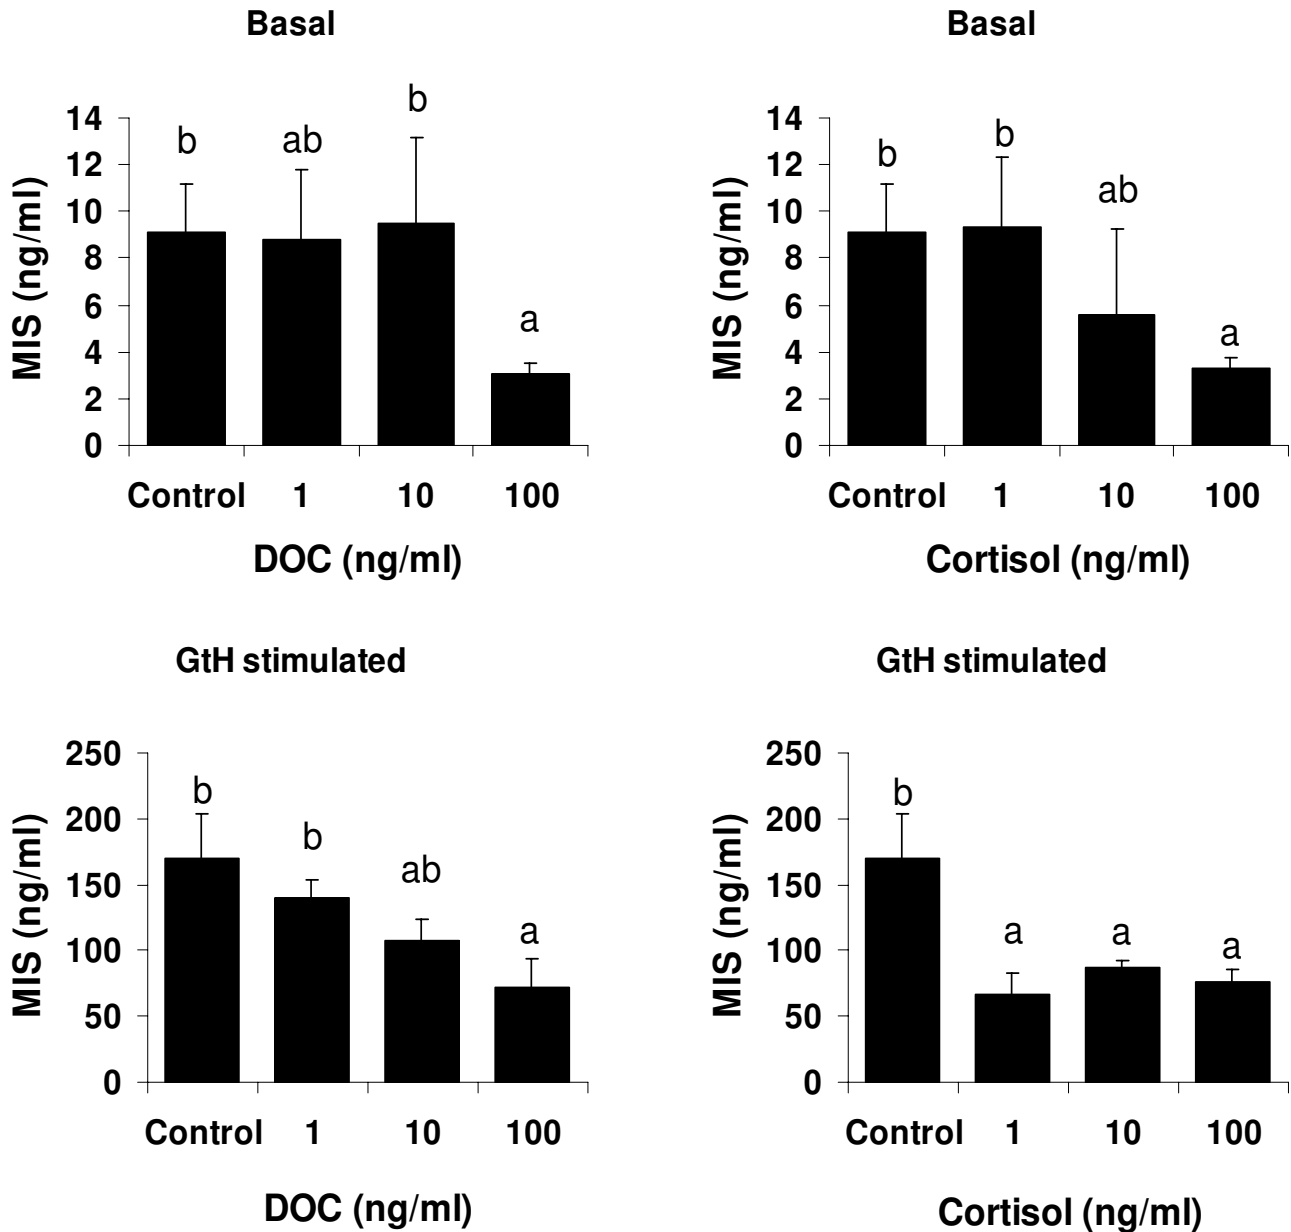 Basal
b
ab
b
a
14
12
10
8
6
4
2
0
MIS (ng/ml)
Control 1 10 100
DOC (ng/ml)
Basal
b
b
ab
a
14
12
10
8
6
4
2
0
MIS (ng/ml)
Control 1 10 100
Cortisol (ng/ml)
GtH stimulated
b
b
ab
a
250
200
150
100
50
0
MIS (ng/ml)
Control 1 10 100
DOC (ng/ml)
GtH stimulated
b
a
a
a
250
200
150
100
50
0
MIS (ng/ml)
Control 1 10 100
Cortisol (ng/ml)